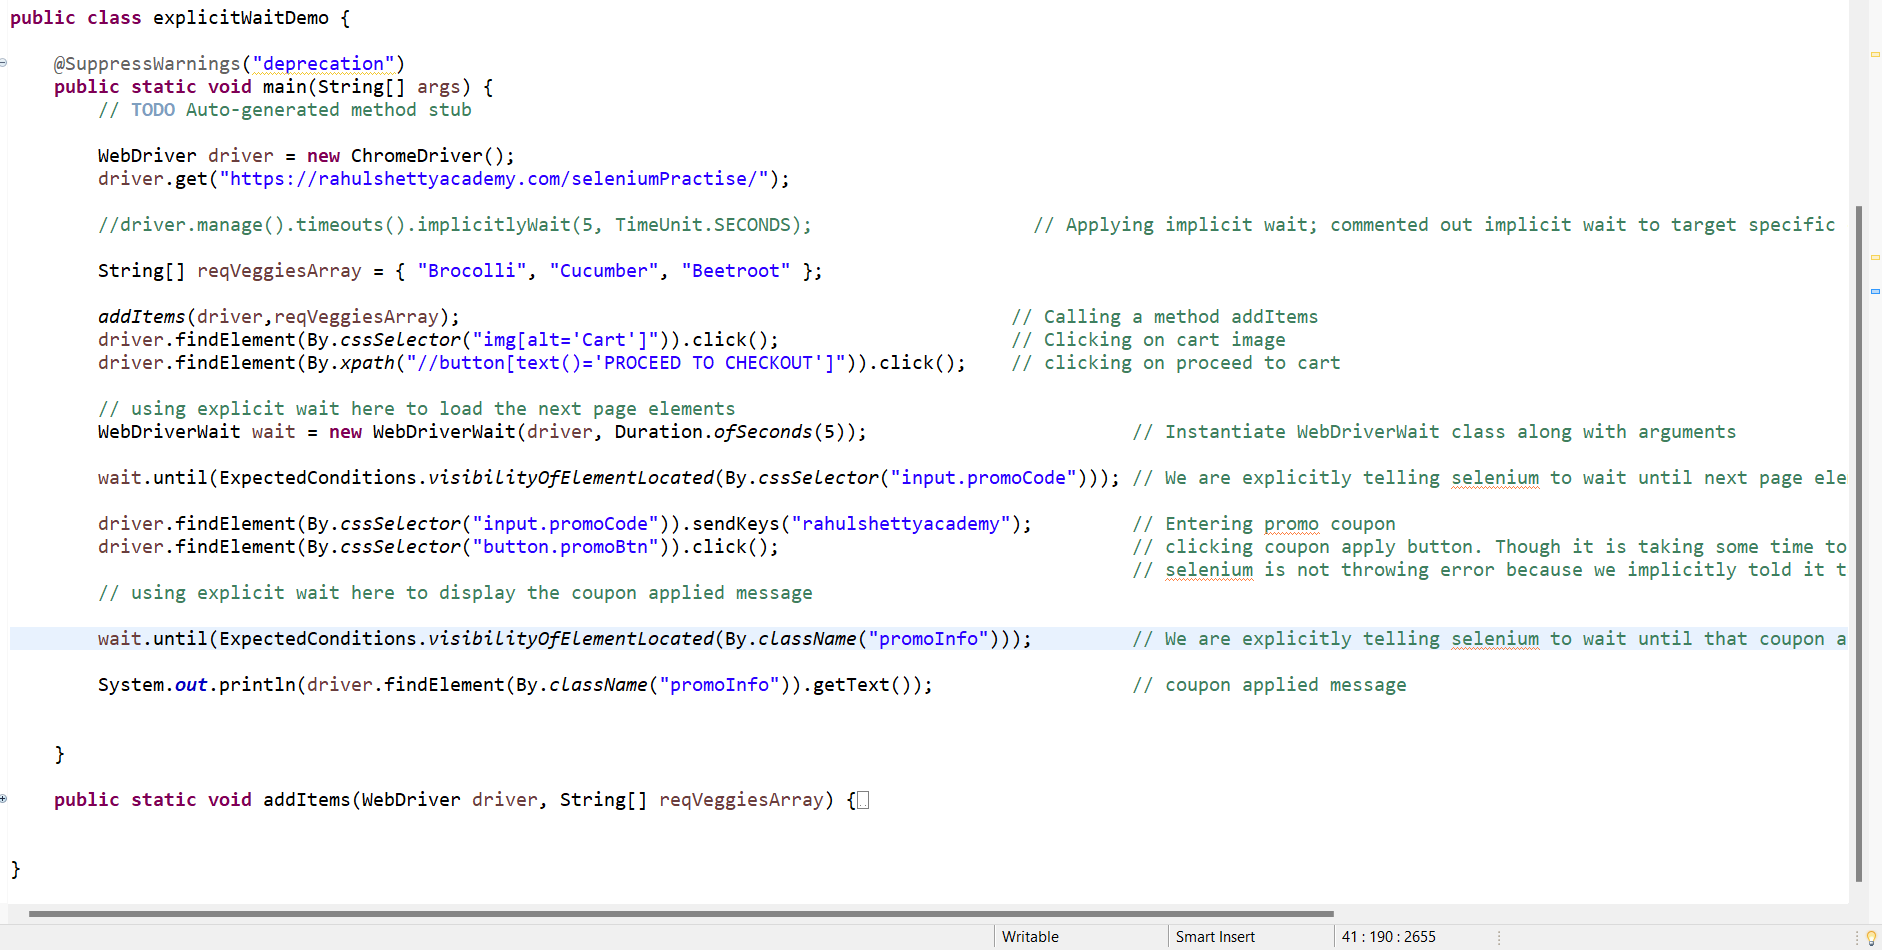 public class explicitWaitDemo {
@SuppressWarnings("deprecation")
public static void main(String[] args) {
// TODO Auto-generated method stub
WebDriver driver = new ChromeDriver();
driver.get("https://rahulshettyacademy.com/seleniumPractise/");
//driver.manage().timeouts().implicitlyWait(5, TimeUnit.SECONDS); // Applying implicit wait; commented out implicit wait to target specific
String[] reqVeggiesArray = { "Brocolli", "Cucumber", "Beetroot" };
addItems(driver,reqVeggiesArray); // Calling a method addItems
driver.findElement(By.cssSelector("img[alt='Cart']")).click(); // Clicking on cart image
driver.findElement(By.xpath("//button[text()='PROCEED TO CHECKOUT']")).click(); // clicking on proceed to cart
// using explicit wait here to load the next page elements
WebDriverWait wait = new WebDriverWait(driver, Duration.ofSeconds(5)); // Instantiate WebDriverWait class along with arguments
wait.until(ExpectedConditions.visibilityOfElementLocated(By.cssSelector("input.promoCode"))); // We are explicitly telling selenium to wait until next page ele
driver.findElement(By.cssSelector("input.promoCode")).sendKeys("rahulshettyacademy"); // Entering promo coupon
driver.findElement(By.cssSelector("button.promoBtn")).click(); // clicking coupon apply button. Though it is taking some time to
// selenium is not throwing error because we implicitly told it t
// using explicit wait here to display the coupon applied message
wait.until(ExpectedConditions.visibilityOfElementLocated(By.className("promoInfo"))); // We are explicitly telling selenium to wait until that coupon a
System.out.println(driver.findElement(By.className("promoInfo")).getText()); // coupon applied message
}
public static void addItems(WebDriver driver, String[] reqVeggiesArray) {
}
Writable Smart Insert 41 : 190 : 2655